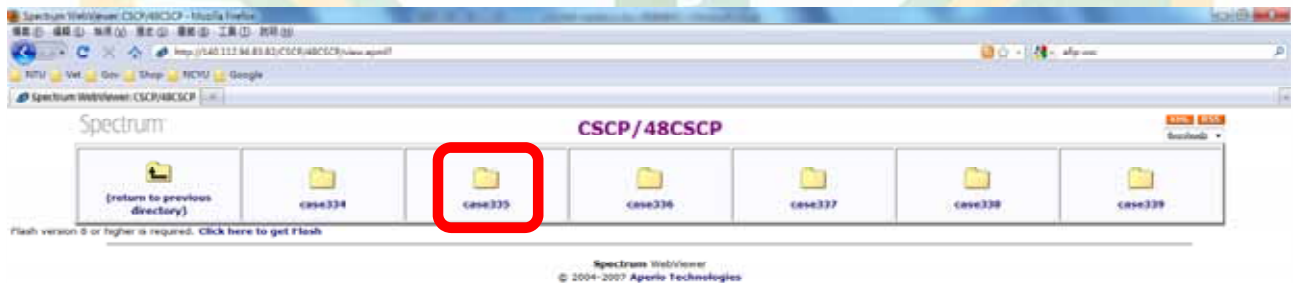 Spectrum WebViewer: CSCP/48CSCP - Mozilla Firefox
NTU Vet Gov Shop NCYU Google
Spectrum WebViewer: CSCP/48CSCP
Spectrum
CSCP/48CSCP
XML RSS
(return to previous directory)
case334
case335
case336
case337
case338
case339
Flash version 8 or higher is required. Click here to get Flash
Spectrum WebViewer
© 2004-2007 Aperio Technologies